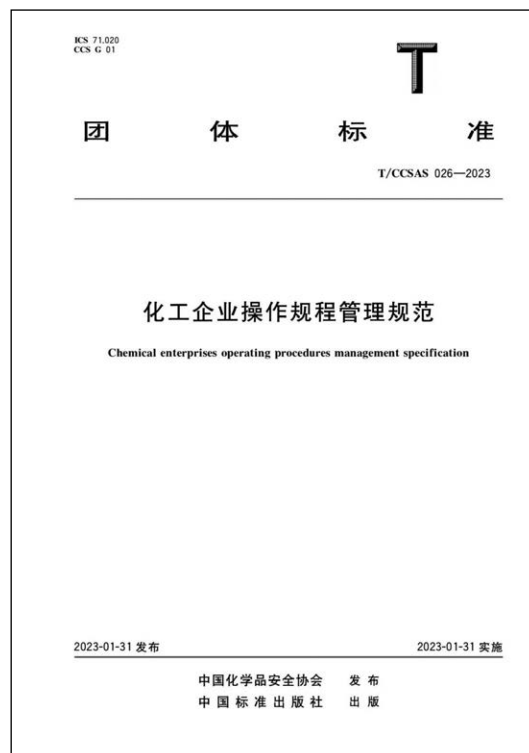 ICS 71.020
CCS G 01
T
团 体 标 准
T/CCSAS 026—2023
化工企业操作规程管理规范
Chemical enterprises operating procedures management specification
2023-01-31 发布 2023-01-31 实施
中国化学品安全协会 发布
中国标准出版社 出版